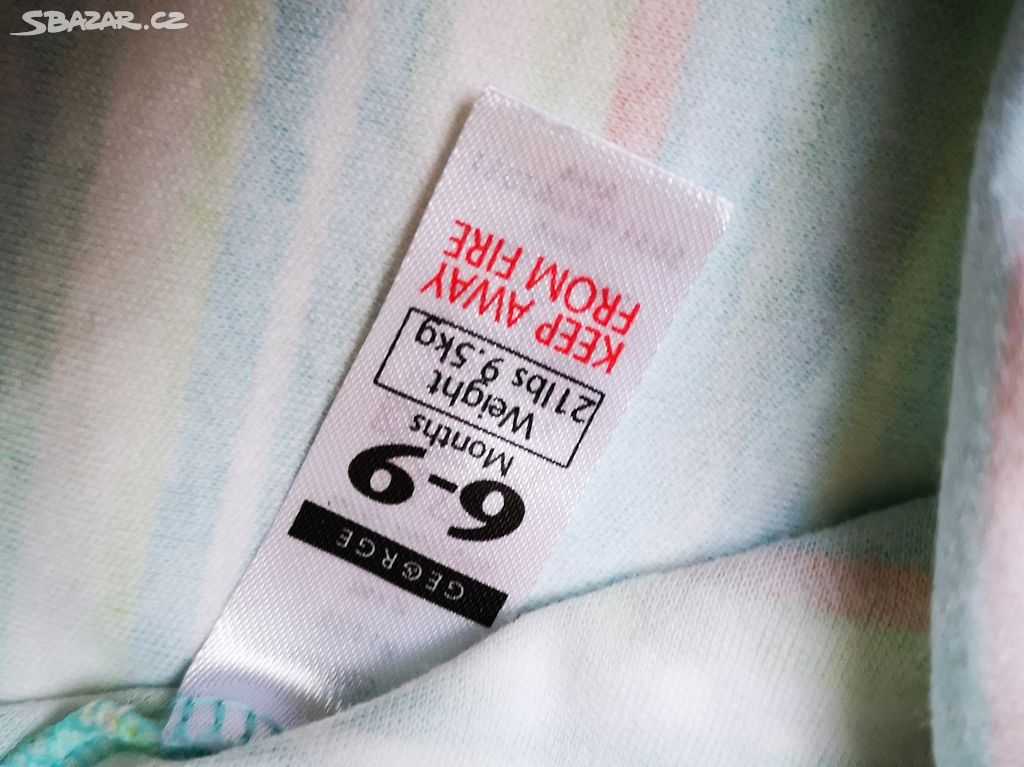 SBAZAR.CZ
GEORGE
6-9
Months
Weight
21lbs 9.5kg
KEEP AWAY
FROM FIRE